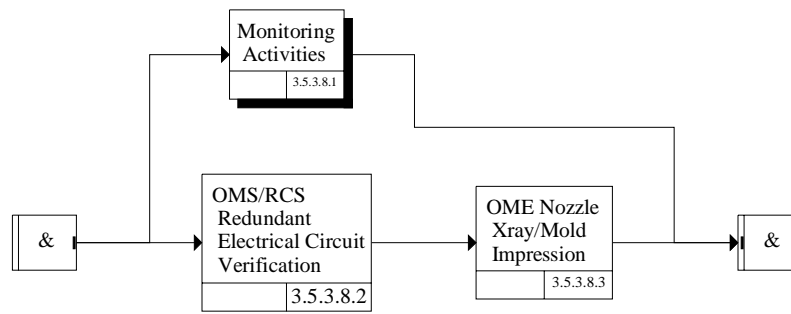 Monitoring
Activities
3.5.3.8.1
&
OMS/RCS
Redundant
Electrical Circuit
Verification
3.5.3.8.2
OME Nozzle
Xray/Mold
Impression
3.5.3.8.3
&